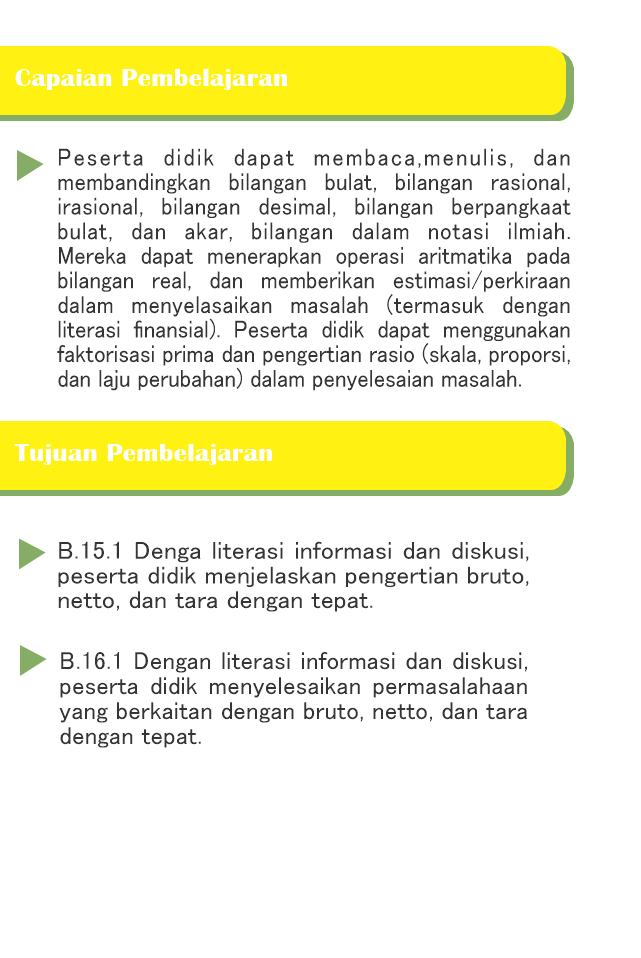 Capaian Pembelajaran
Peserta didik dapat membaca,menulis, dan
membandingkan bilangan bulat, bilangan rasional,
irasional, bilangan desimal, bilangan berpangkaat
bulat, dan akar, bilangan dalam notasi ilmiah.
Mereka dapat menerapkan operasi aritmatika pada
bilangan real, dan memberikan estimasi/perkiraan
dalam menyelasaikan masalah (termasuk dengan
literasi finansial). Peserta didik dapat menggunakan
faktorisasi prima dan pengertian rasio (skala, proporsi,
dan laju perubahan) dalam penyelesaian masalah.
Tujuan Pembelajaran
B.15.1 Denga literasi informasi dan diskusi,
peserta didik menjelaskan pengertian bruto,
netto, dan tara dengan tepat.
B.16.1 Dengan literasi informasi dan diskusi,
peserta didik menyelesaikan permasalahaan
yang berkaitan dengan bruto, netto, dan tara
dengan tepat.